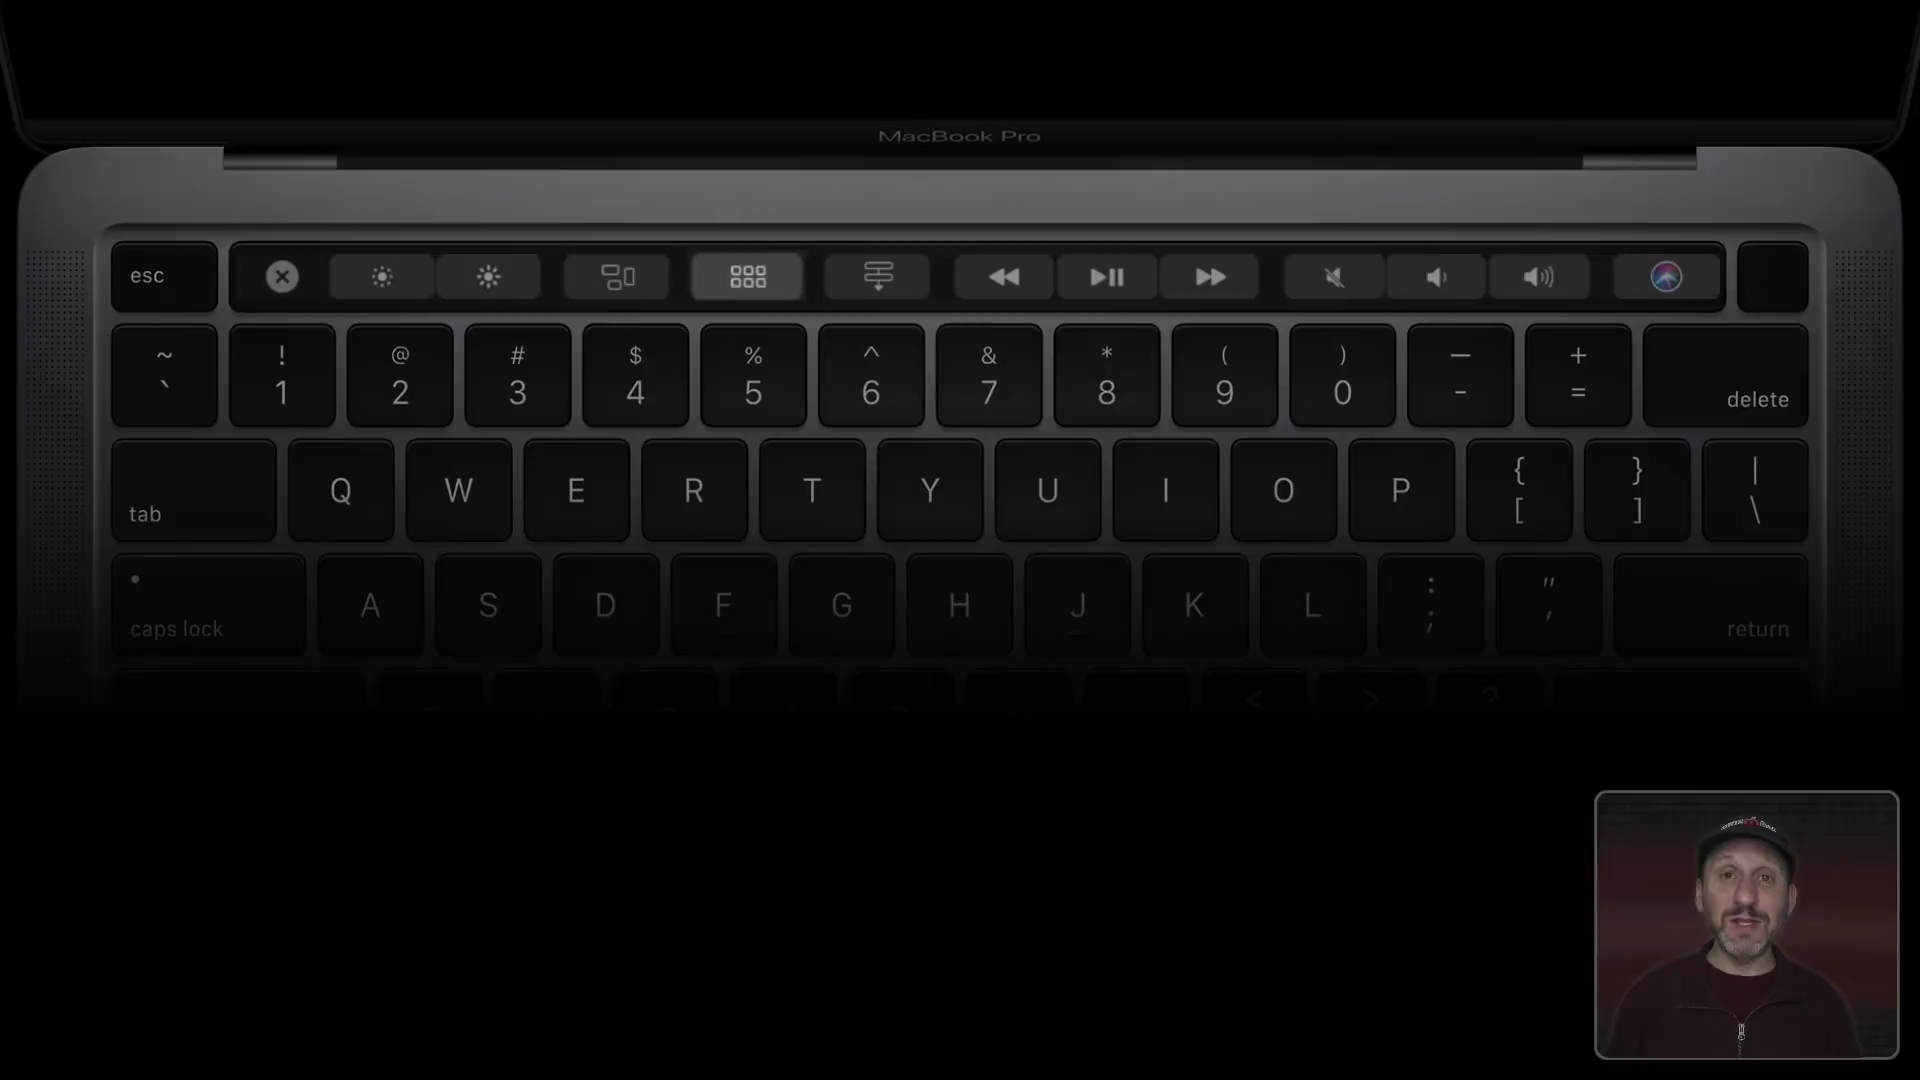 MacBook Pro
esc
~ ! @ # $ % ^ & * ( ) — +
` 1 2 3 4 5 6 7 8 9 0 - = delete
tab Q W E R T Y U I O P { } |
[ ] \
caps lock A S D F G H J K L : " return
; '
< > ?